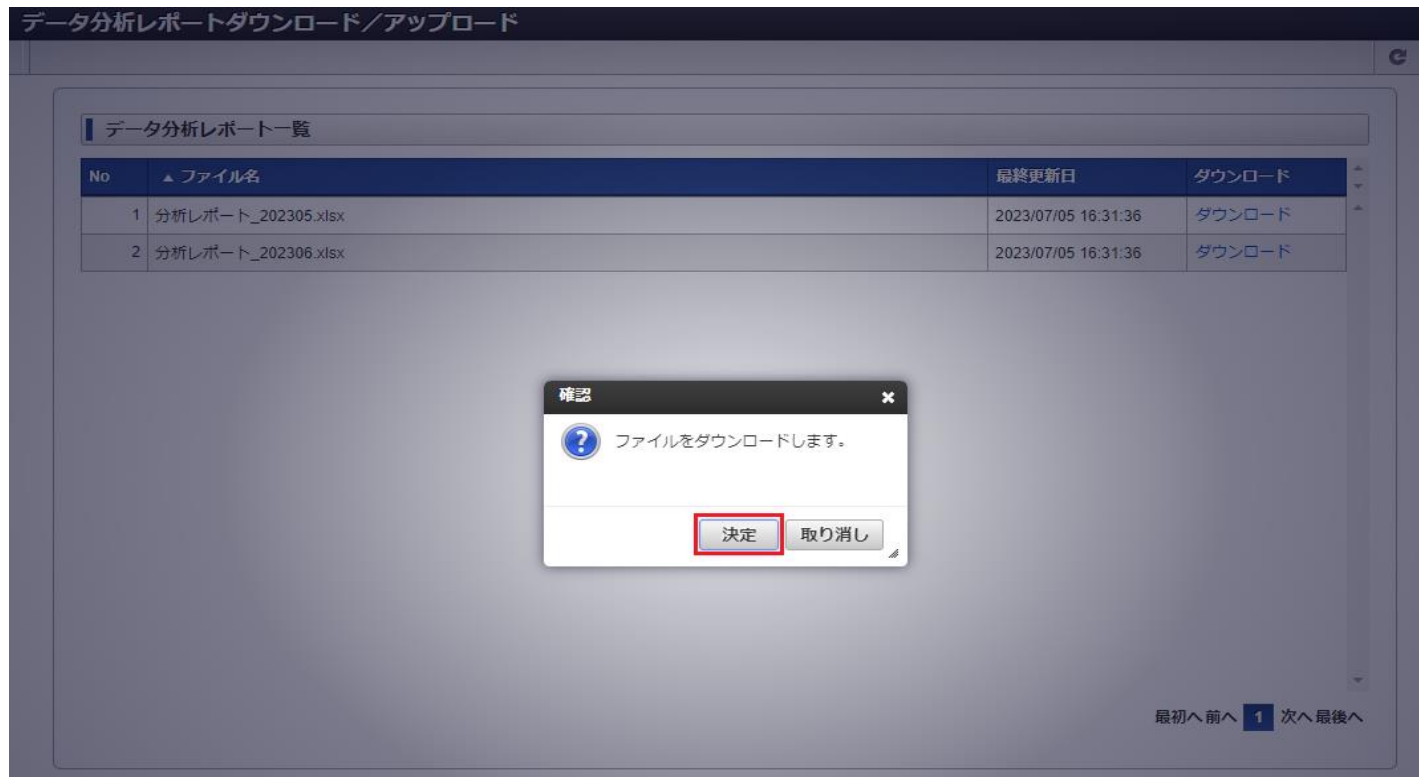 データ分析レポートダウンロード／アップロード
データ分析レポート一覧
No ▲ ファイル名 最終更新日 ダウンロード
1 分析レポート_202305.xlsx 2023/07/05 16:31:36 ダウンロード
2 分析レポート_202306.xlsx 2023/07/05 16:31:36 ダウンロード
確認
ファイルをダウンロードします。
決定 取り消し
最初へ 前へ 1 次へ 最後へ